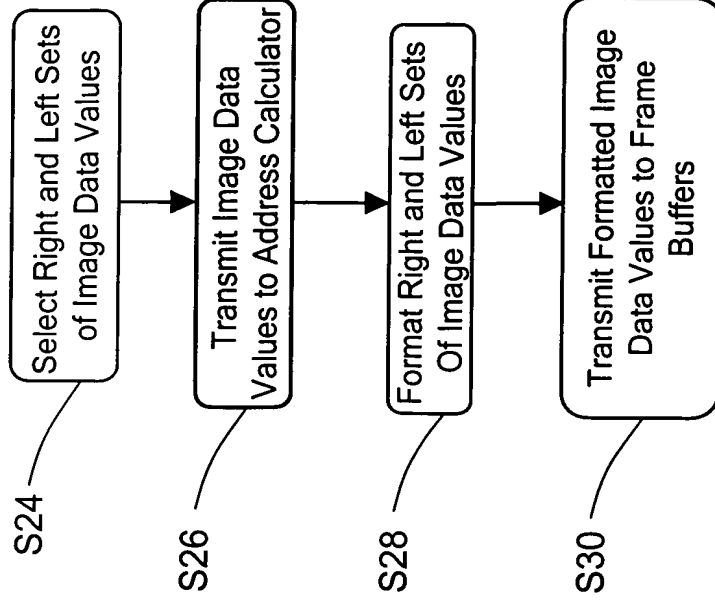 S24
Select Right and Left Sets
of Image Data Values
S26
Transmit Image Data
Values to Address Calculator
S28
Format Right and Left Sets
Of Image Data Values
S30
Transmit Formatted Image
Data Values to Frame
Buffers